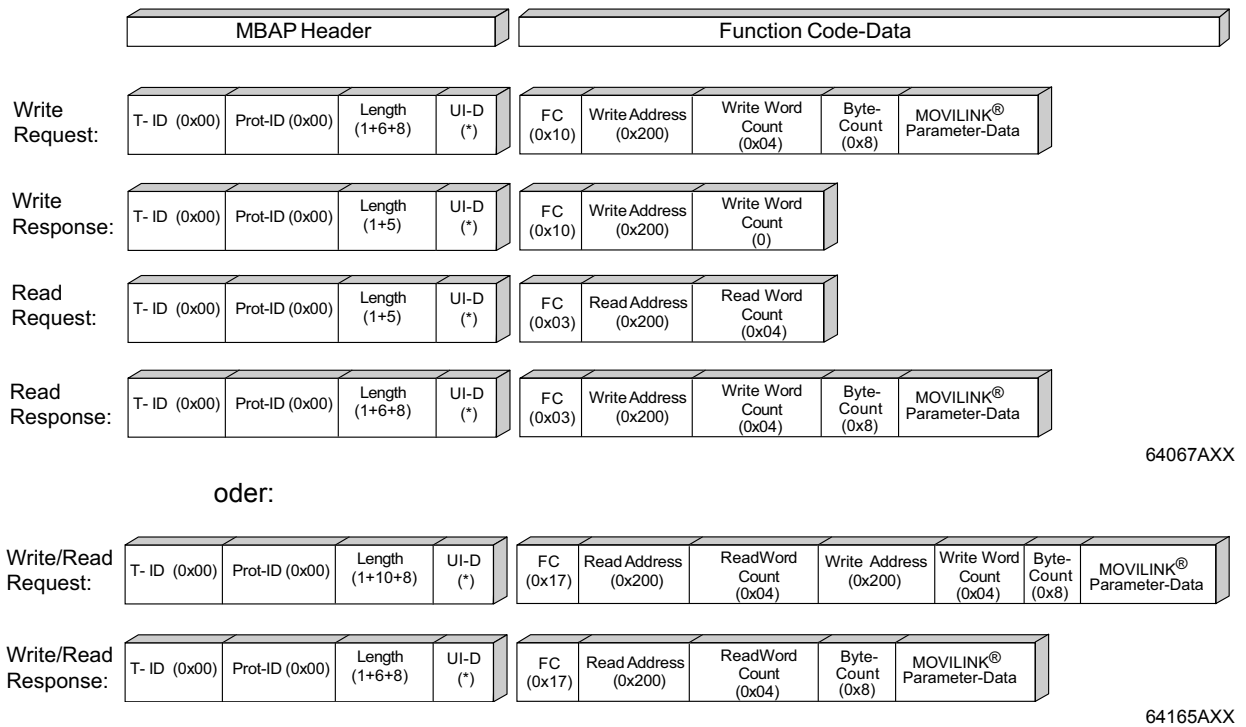 MBAP Header Function Code-Data
Write Request: T- ID (0x00) Prot-ID (0x00) Length (1+6+8) UI-D (*) FC (0x10) Write Address (0x200) Write Word Count (0x04) Byte-Count (0x8) MOVILINK® Parameter-Data
Write Response: T- ID (0x00) Prot-ID (0x00) Length (1+5) UI-D (*) FC (0x10) Write Address (0x200) Write Word Count (0) 
Read Request: T- ID (0x00) Prot-ID (0x00) Length (1+5) UI-D (*) FC (0x03) Read Address (0x200) Read Word Count (0x04)
Read Response: T- ID (0x00) Prot-ID (0x00) Length (1+6+8) UI-D (*) FC (0x03) Write Address (0x200) Write Word Count (0x04) Byte-Count (0x8) MOVILINK® Parameter-Data
64067AXX
oder:
Write/Read Request: T- ID (0x00) Prot-ID (0x00) Length (1+10+8) UI-D (*) FC (0x17) Read Address (0x200) ReadWord Count (0x04) Write Address (0x200) Write Word Count (0x04) Byte-Count (0x8) MOVILINK® Parameter-Data
Write/Read Response: T- ID (0x00) Prot-ID (0x00) Length (1+6+8) UI-D (*) FC (0x17) Read Address (0x200) ReadWord Count (0x04) Byte-Count (0x8) MOVILINK® Parameter-Data
64165AXX